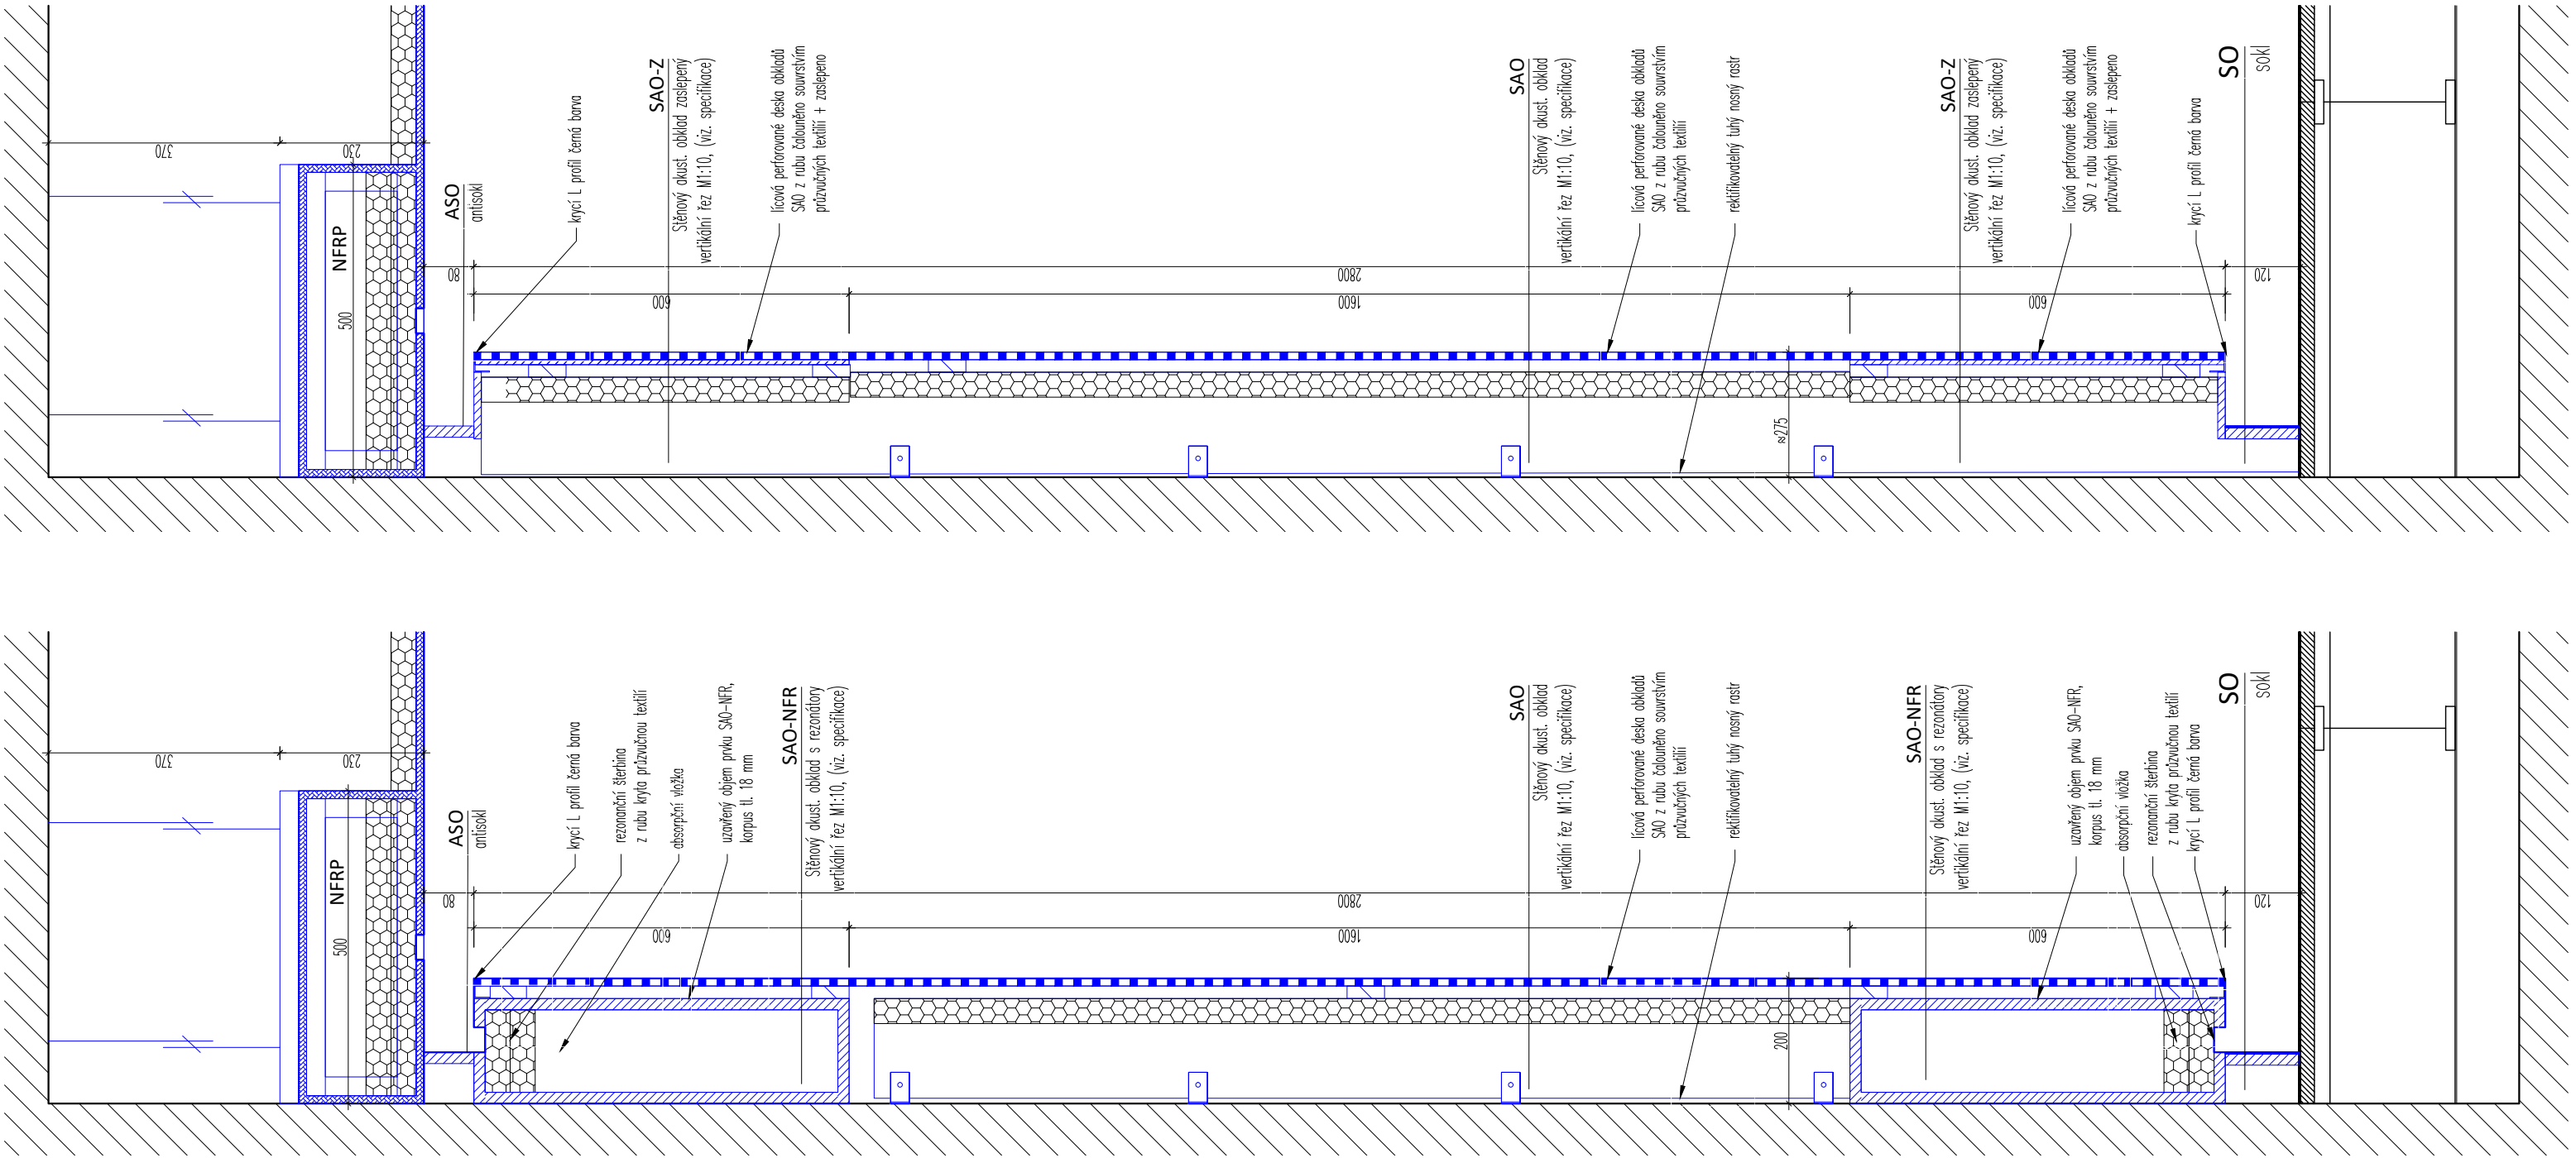 370
230
NFRP
500
ASO
antisokl
80
krycí L profil černá barva
SAO-Z
Stěnový akust. obklad zaslepený
vertikální řez M1:10, (viz. specifikace)
lícová perforované deska obkladů
SAO z rubu čalouněno souvrstvím
průzvučných textilií + zaslepeno
600
2800
1600
SAO
Stěnový akust. obklad
vertikální řez M1:10, (viz. specifikace)
lícová perforované deska obkladů
SAO z rubu čalouněno souvrstvím
průzvučných textilií
rektifikovatelný tuhý nosný rastr
≈275
SAO-Z
Stěnový akust. obklad zaslepený
vertikální řez M1:10, (viz. specifikace)
lícová perforované deska obkladů
SAO z rubu čalouněno souvrstvím
průzvučných textilií + zaslepeno
600
krycí L profil černá barva
SO
sokl
120
370
230
NFRP
500
ASO
antisokl
80
krycí L profil černá barva
rezonanční štěrbina
z rubu kryta průzvučnou textilí
absorpční vložka
uzavřený objem prvku SAO-NFR,
korpus tl. 18 mm
SAO-NFR
Stěnový akust. obklad s rezonátory
vertikální řez M1:10, (viz. specifikace)
600
2800
1600
SAO
Stěnový akust. obklad
vertikální řez M1:10, (viz. specifikace)
lícová perforované deska obkladů
SAO z rubu čalouněno souvrstvím
průzvučných textilií
rektifikovatelný tuhý nosný rastr
200
SAO-NFR
Stěnový akust. obklad s rezonátory
vertikální řez M1:10, (viz. specifikace)
600
uzavřený objem prvku SAO-NFR,
korpus tl. 18 mm
absorpční vložka
rezonanční štěrbina
z rubu kryta průzvučnou textilí
krycí L profil černá barva
SO
sokl
120